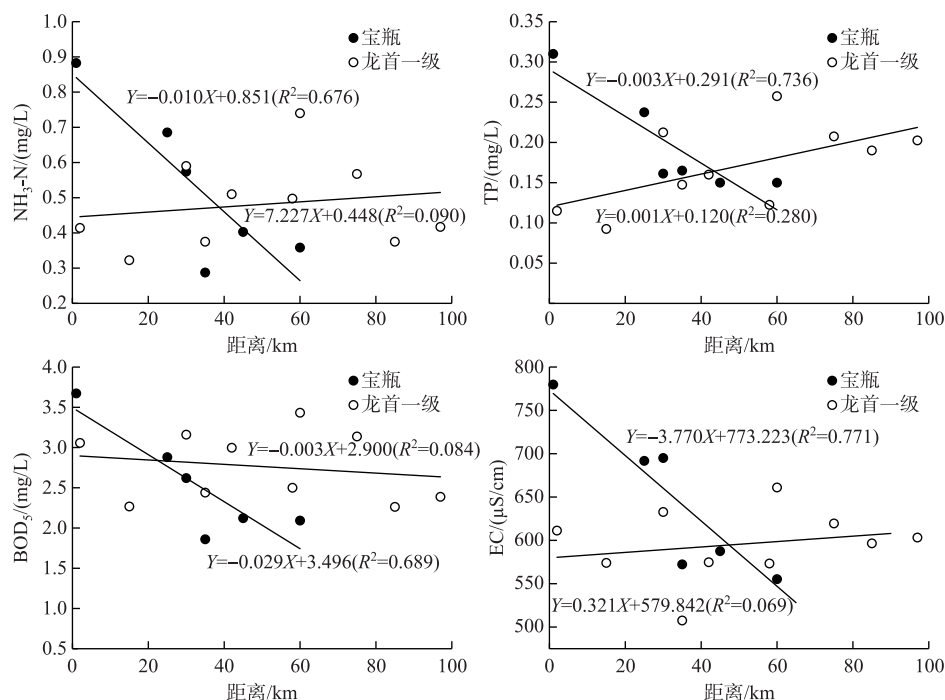 1.0
0.9
0.8
0.7
0.6
0.5
0.4
0.3
0.2
NH₃-N/(mg/L)
● 宝瓶
○ 龙首一级
Y=−0.010X+0.851(R²=0.676)
Y=7.227X+0.448(R²=0.090)
0 20 40 60 80 100
距离/km
0.35
0.30
0.25
0.20
0.15
0.10
0.05
TP/(mg/L)
● 宝瓶
○ 龙首一级
Y=−0.003X+0.291(R²=0.736)
Y=0.001X+0.120(R²=0.280)
0 20 40 60 80 100
距离/km
4.0
3.5
3.0
2.5
2.0
1.5
1.0
0.5
BOD₅/(mg/L)
● 宝瓶
○ 龙首一级
Y=−0.003X+2.900(R²=0.084)
Y=−0.029X+3.496(R²=0.689)
0 20 40 60 80 100
距离/km
800
750
700
650
600
550
500
EC/(μS/cm)
● 宝瓶
○ 龙首一级
Y=−3.770X+773.223(R²=0.771)
Y=0.321X+579.842(R²=0.069)
0 20 40 60 80 100
距离/km